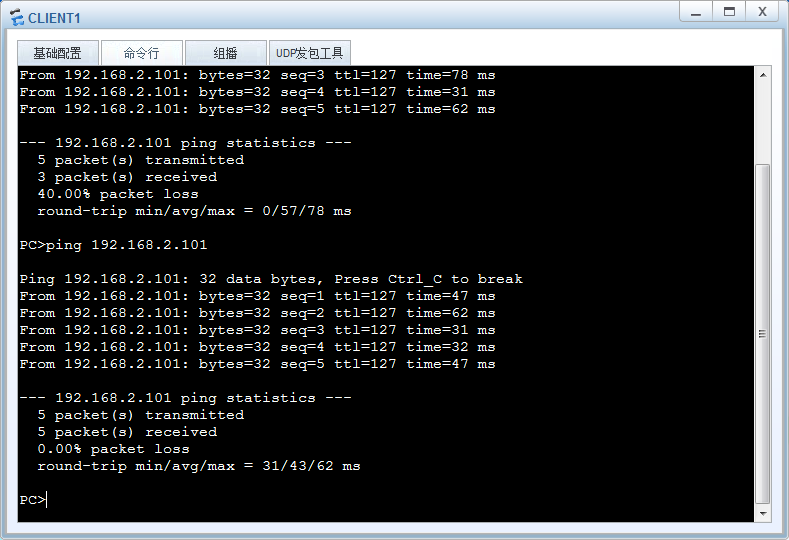 CLIENT1
基础配置 命令行 组播 UDP发包工具
From 192.168.2.101: bytes=32 seq=3 ttl=127 time=78 ms
From 192.168.2.101: bytes=32 seq=4 ttl=127 time=31 ms
From 192.168.2.101: bytes=32 seq=5 ttl=127 time=62 ms
--- 192.168.2.101 ping statistics ---
5 packet(s) transmitted
3 packet(s) received
40.00% packet loss
round-trip min/avg/max = 0/57/78 ms
PC>ping 192.168.2.101
Ping 192.168.2.101: 32 data bytes, Press Ctrl_C to break
From 192.168.2.101: bytes=32 seq=1 ttl=127 time=47 ms
From 192.168.2.101: bytes=32 seq=2 ttl=127 time=62 ms
From 192.168.2.101: bytes=32 seq=3 ttl=127 time=31 ms
From 192.168.2.101: bytes=32 seq=4 ttl=127 time=32 ms
From 192.168.2.101: bytes=32 seq=5 ttl=127 time=47 ms
--- 192.168.2.101 ping statistics ---
5 packet(s) transmitted
5 packet(s) received
0.00% packet loss
round-trip min/avg/max = 31/43/62 ms
PC>